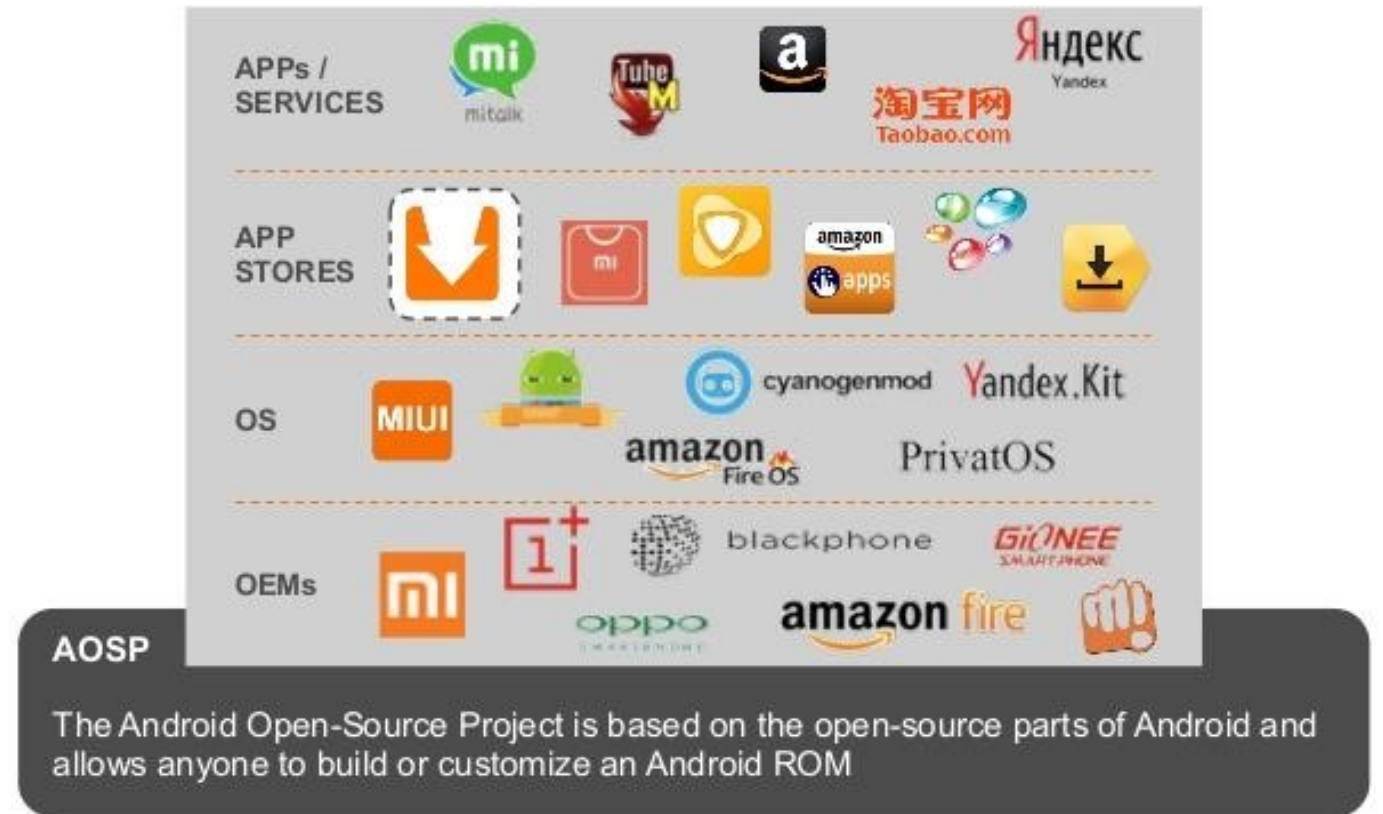 APPs /
SERVICES
mi
mitalk
Tube
M
a
Яндекс
Yandex
淘宝网
Taobao.com
APP
STORES
mi
amazon
apps
OS
MIUI
cyanogenmod
Yandex.Kit
amazon
Fire OS
PrivatOS
OEMs
mi
1+
blackphone
GiONEE
SMART PHONE
oppo
SMARTPHONE
amazon fire
AOSP
The Android Open-Source Project is based on the open-source parts of Android and
allows anyone to build or customize an Android ROM